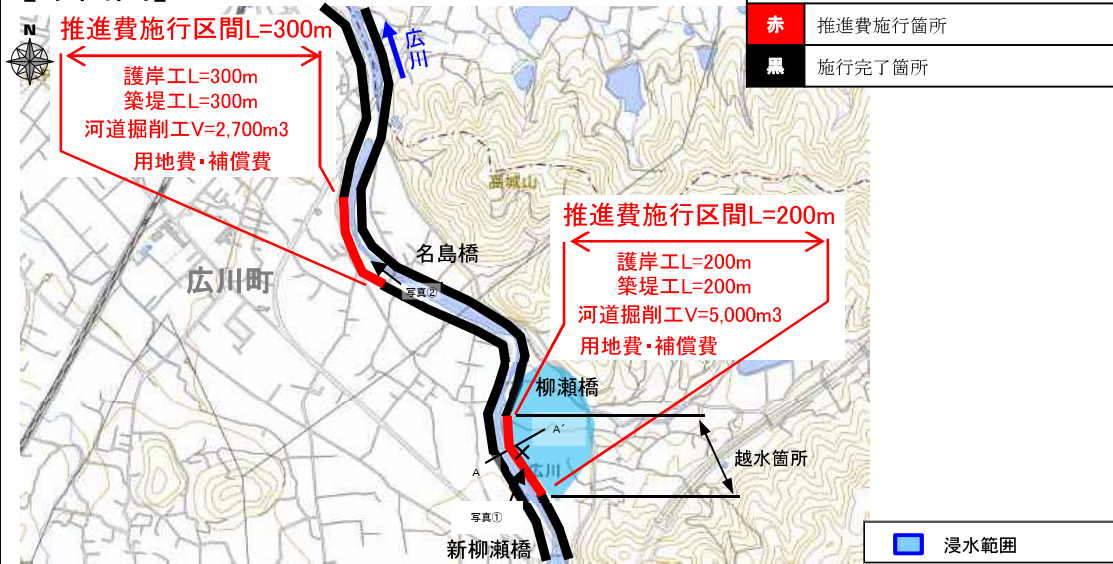 赤 推進費施行箇所
黒 施行完了箇所
N
推進費施行区間L=300m
護岸工L=300m
築堤工L=300m
河道掘削工V=2,700m3
用地費・補償費
広川
高城山
推進費施行区間L=200m
護岸工L=200m
築堤工L=200m
河道掘削工V=5,000m3
用地費・補償費
名島橋
写真②
広川町
柳瀬橋
A´
A
広川
越水箇所
写真①
新柳瀬橋
浸水範囲